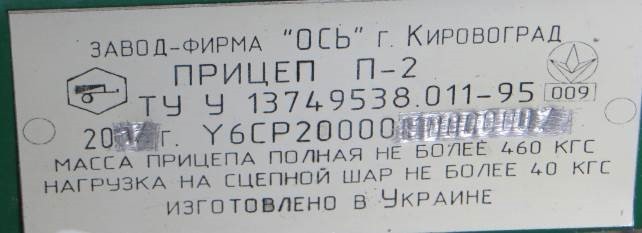 ЗАВОД-ФИРМА "ОСЬ" г. КИРОВОГРАД
ПРИЦЕП П-2
ТУ У 13749538.011-95 009
г. Y6CP20000
МАССА ПРИЦЕПА ПОЛНАЯ НЕ БОЛЕЕ 460 КГС
НАГРУЗКА НА СЦЕПНОЙ ШАР НЕ БОЛЕЕ 40 КГС
ИЗГОТОВЛЕНО В УКРАИНЕ